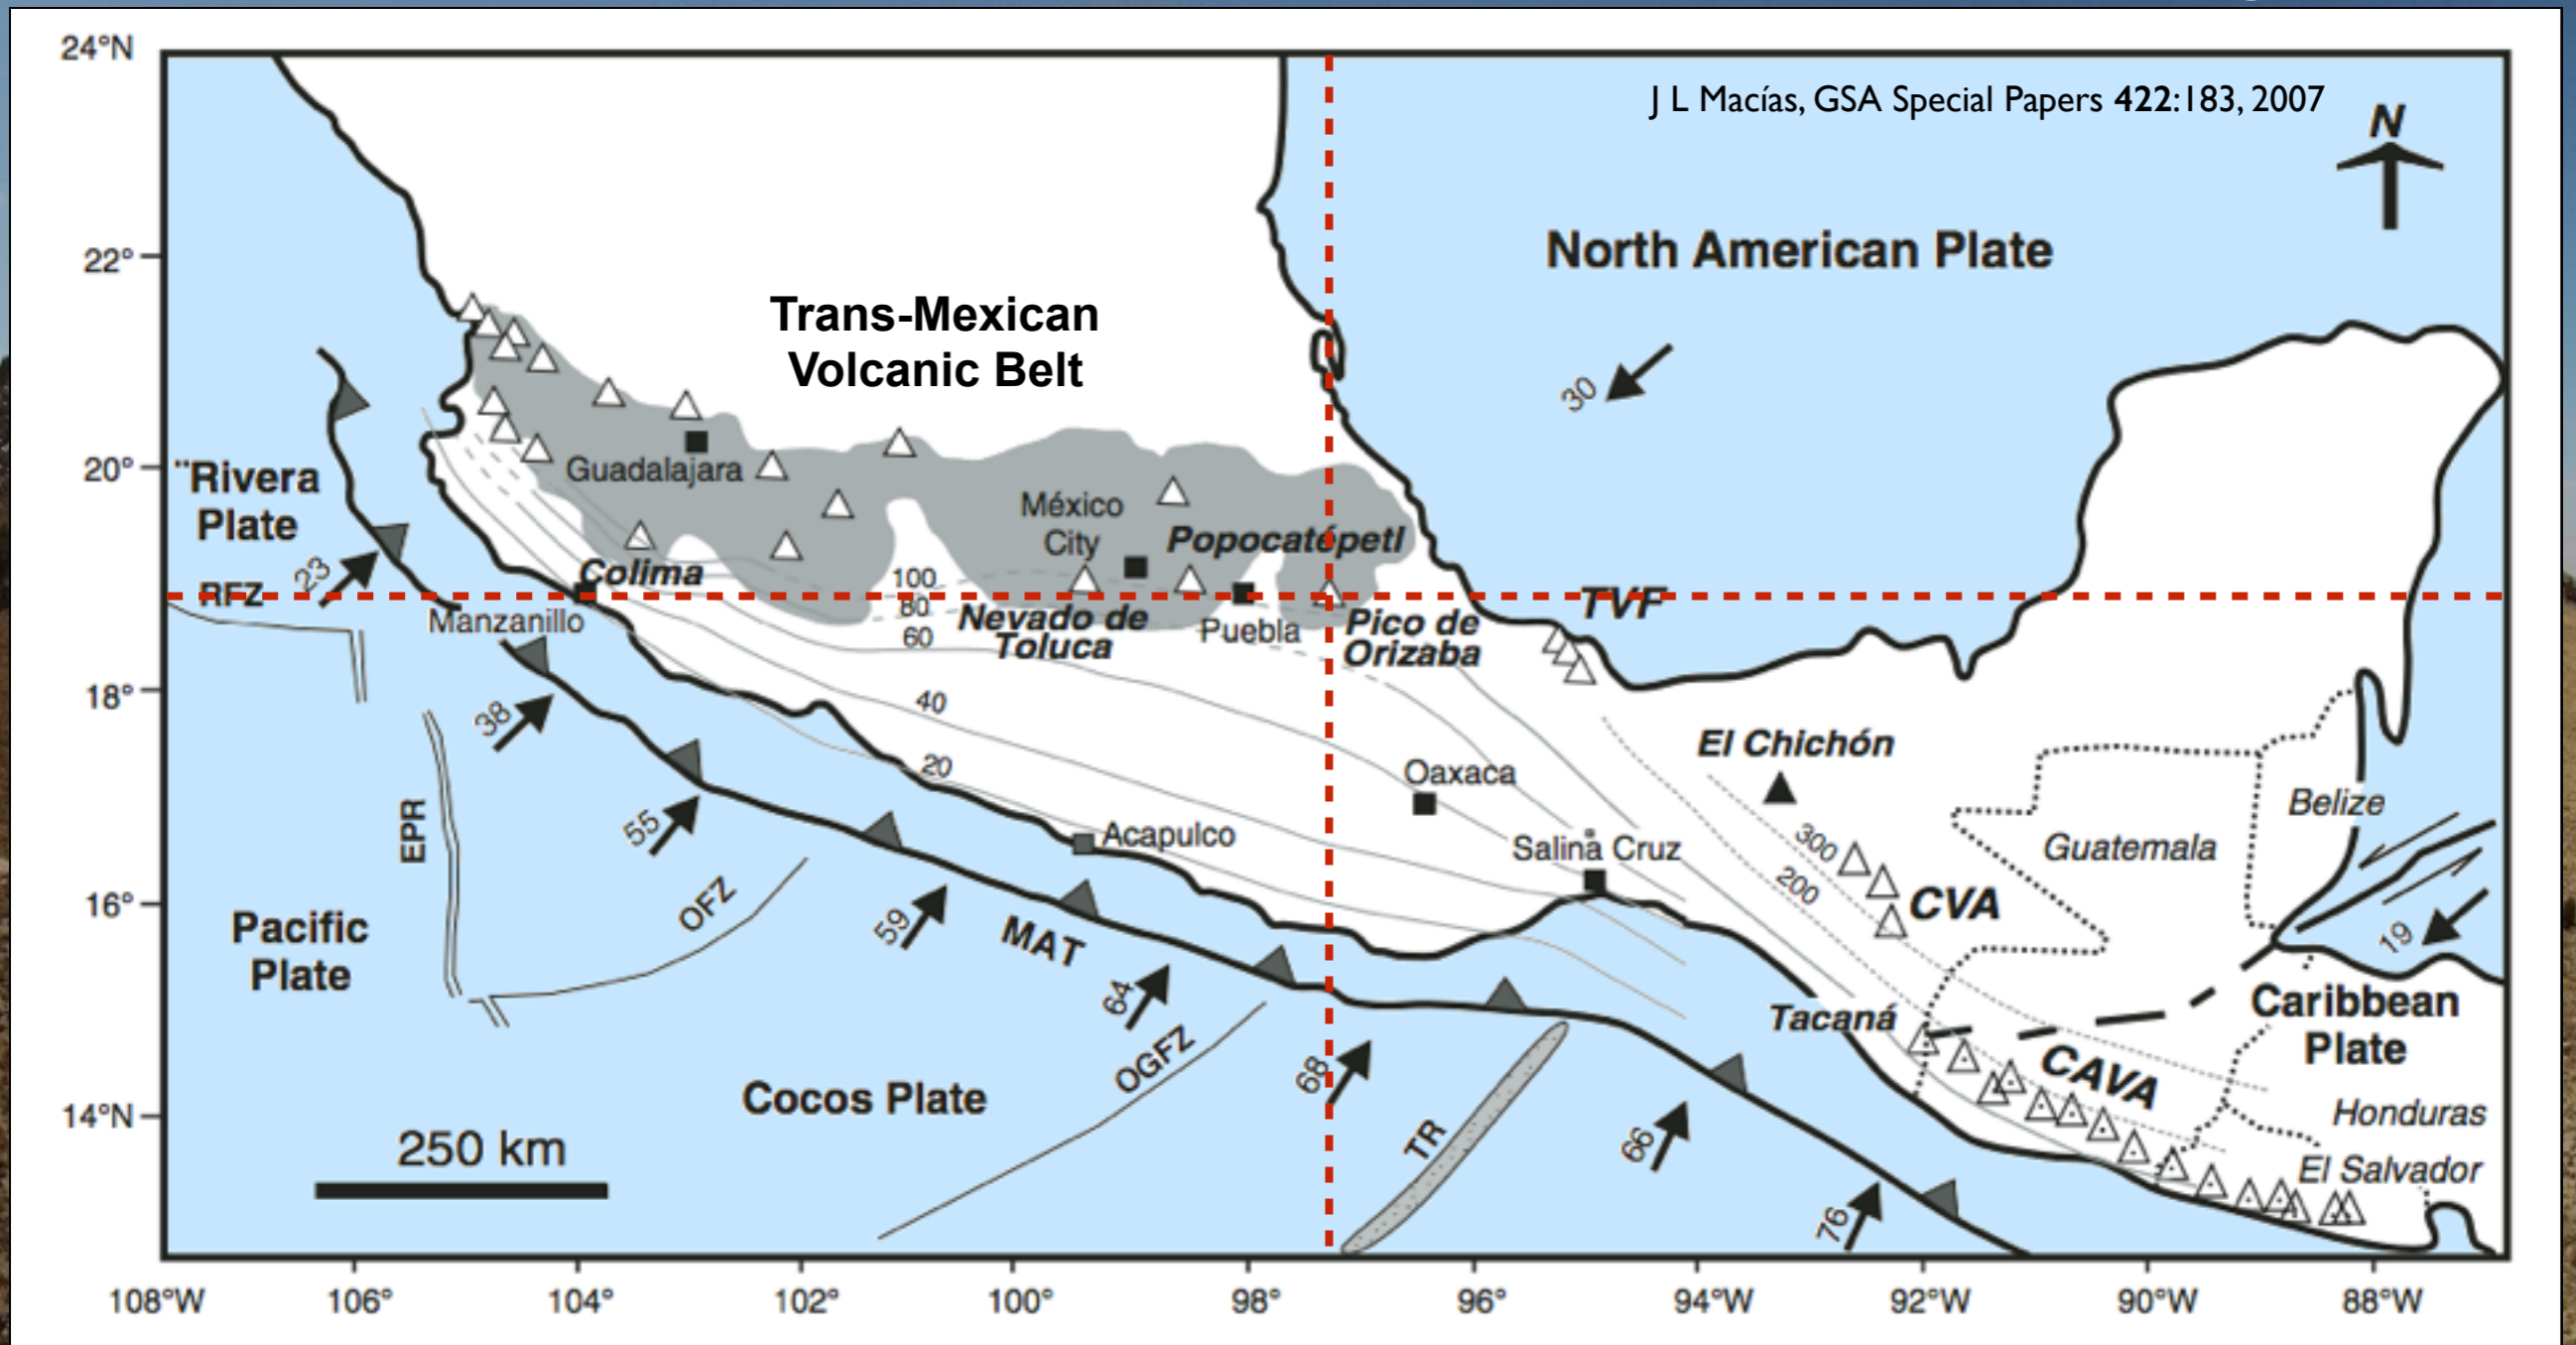 24°N
J L Macías, GSA Special Papers 422:183, 2007
N
22°
North American Plate
Trans-Mexican
Volcanic Belt
30
20°
¨Rivera
Plate
Guadalajara
México
City
Popocatépetl
23
RFZ
Colima
Manzanillo
100
80
60
40
20
Nevado de
Toluca
Puebla
Pico de
Orizaba
TVF
18°
38
El Chichón
Oaxaca
Belize
EPR
55
Acapulco
Salina Cruz
Guatemala
300
200
16°
Pacific
Plate
OFZ
59
MAT
CVA
19
64
OGFZ
Tacaná
Caribbean
Plate
Cocos Plate
68
CAVA
14°N
Honduras
250 km
TR
66
El Salvador
76
108°W 106° 104° 102° 100° 98° 96° 94°W 92°W 90°W 88°W